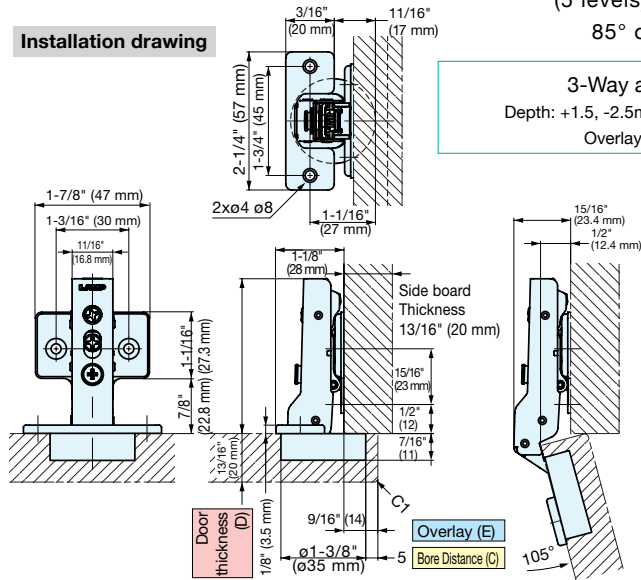 (3 levels
85° o
3-Way a
Depth: +1.5, -2.5m
Overlay
Installation drawing
3/16"
(20 mm)
11/16"
(17 mm)
2-1/4" (57 mm)
1-3/4" (45 mm)
2xø4 ø8
1-1/16"
(27 mm)
1-7/8" (47 mm)
1-3/16" (30 mm)
11/16"
(16.8 mm)
LAMP
1-1/16"
(27.3 mm)
7/8"
(22.8 mm)
1-1/8"
(28 mm)
Side board
Thickness
13/16" (20 mm)
15/16"
(23 mm)
1/2"
(12)
7/16"
(11)
13/16"
(20 mm)
Door
thickness
(D)
1/8" (3.5 mm)
9/16" (14)
C1
ø1-3/8"
(ø35 mm)
5
Overlay (E)
Bore Distance (C)
15/16"
(23.4 mm)
1/2"
(12.4 mm)
105°